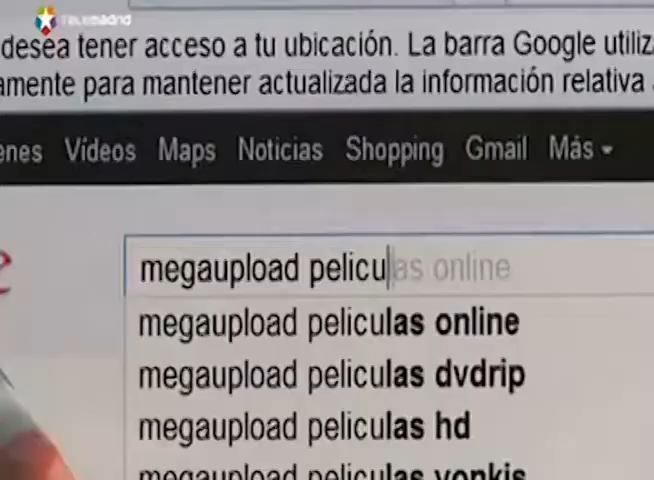 telemadrid
desea tener acceso a tu ubicación. La barra Google utiliz
amente para mantener actualizada la información relativa
enes Vídeos Maps Noticias Shopping Gmail Más
e
megaupload peliculas online
megaupload peliculas online
megaupload peliculas dvdrip
megaupload peliculas hd
megaupload peliculas yonkis